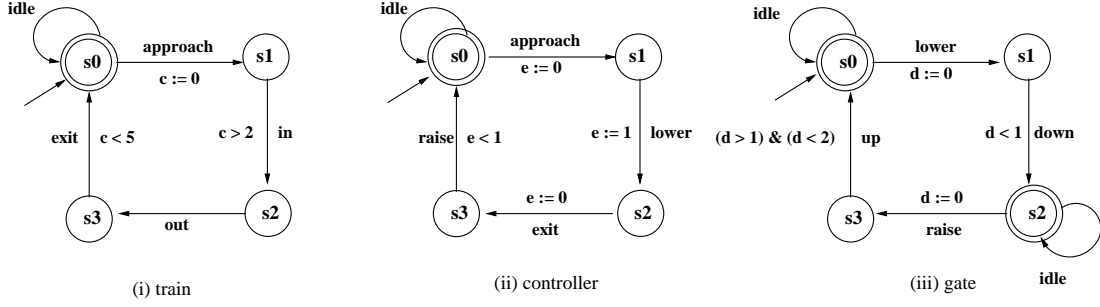 idle
s0
approach
c := 0
s1
c > 2
in
s2
out
s3
exit
c < 5
(i) train
idle
s0
approach
e := 0
s1
e := 1
lower
s2
e := 0
exit
s3
raise
e < 1
(ii) controller
idle
s0
lower
d := 0
s1
d < 1
down
s2
idle
d := 0
raise
s3
(d > 1) & (d < 2)
up
(iii) gate